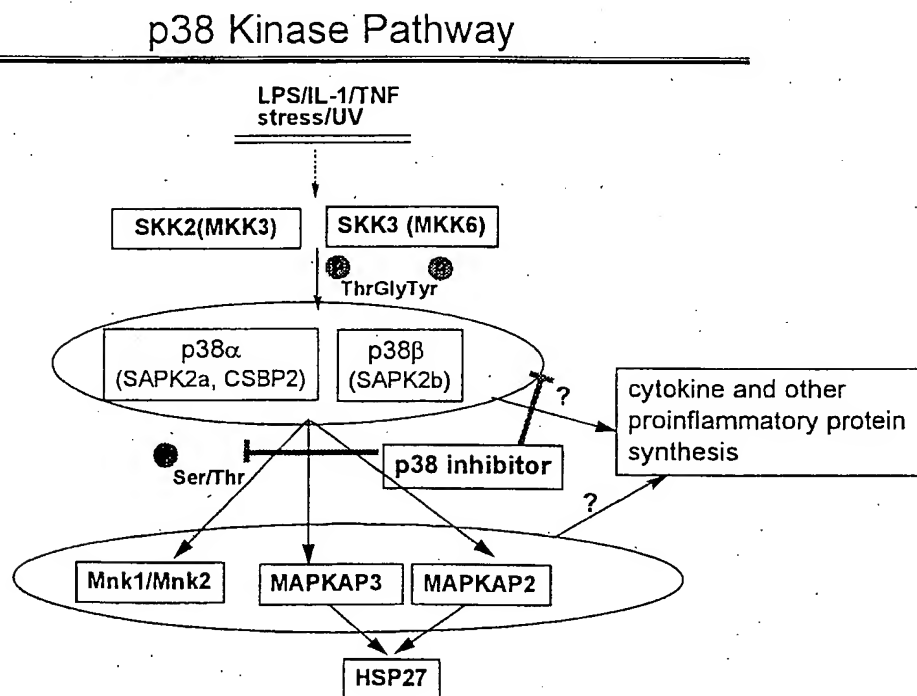 p38 Kinase Pathway
LPS/IL-1/TNF
stress/UV
SKK2(MKK3)
SKK3 (MKK6)
ThrGlyTyr
p38α
(SAPK2a, CSBP2)
p38β
(SAPK2b)
?
cytokine and other
proinflammatory protein
synthesis
p38 inhibitor
Ser/Thr
?
Mnk1/Mnk2
MAPKAP3
MAPKAP2
HSP27